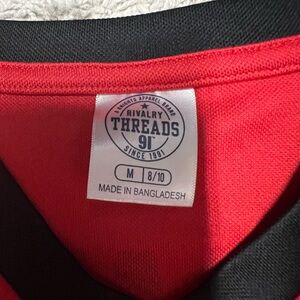 A KNIGHTS APPAREL BRAND
RIVALRY
THREADS
91
SINCE 1991
M 8/10
MADE IN BANGLADESH